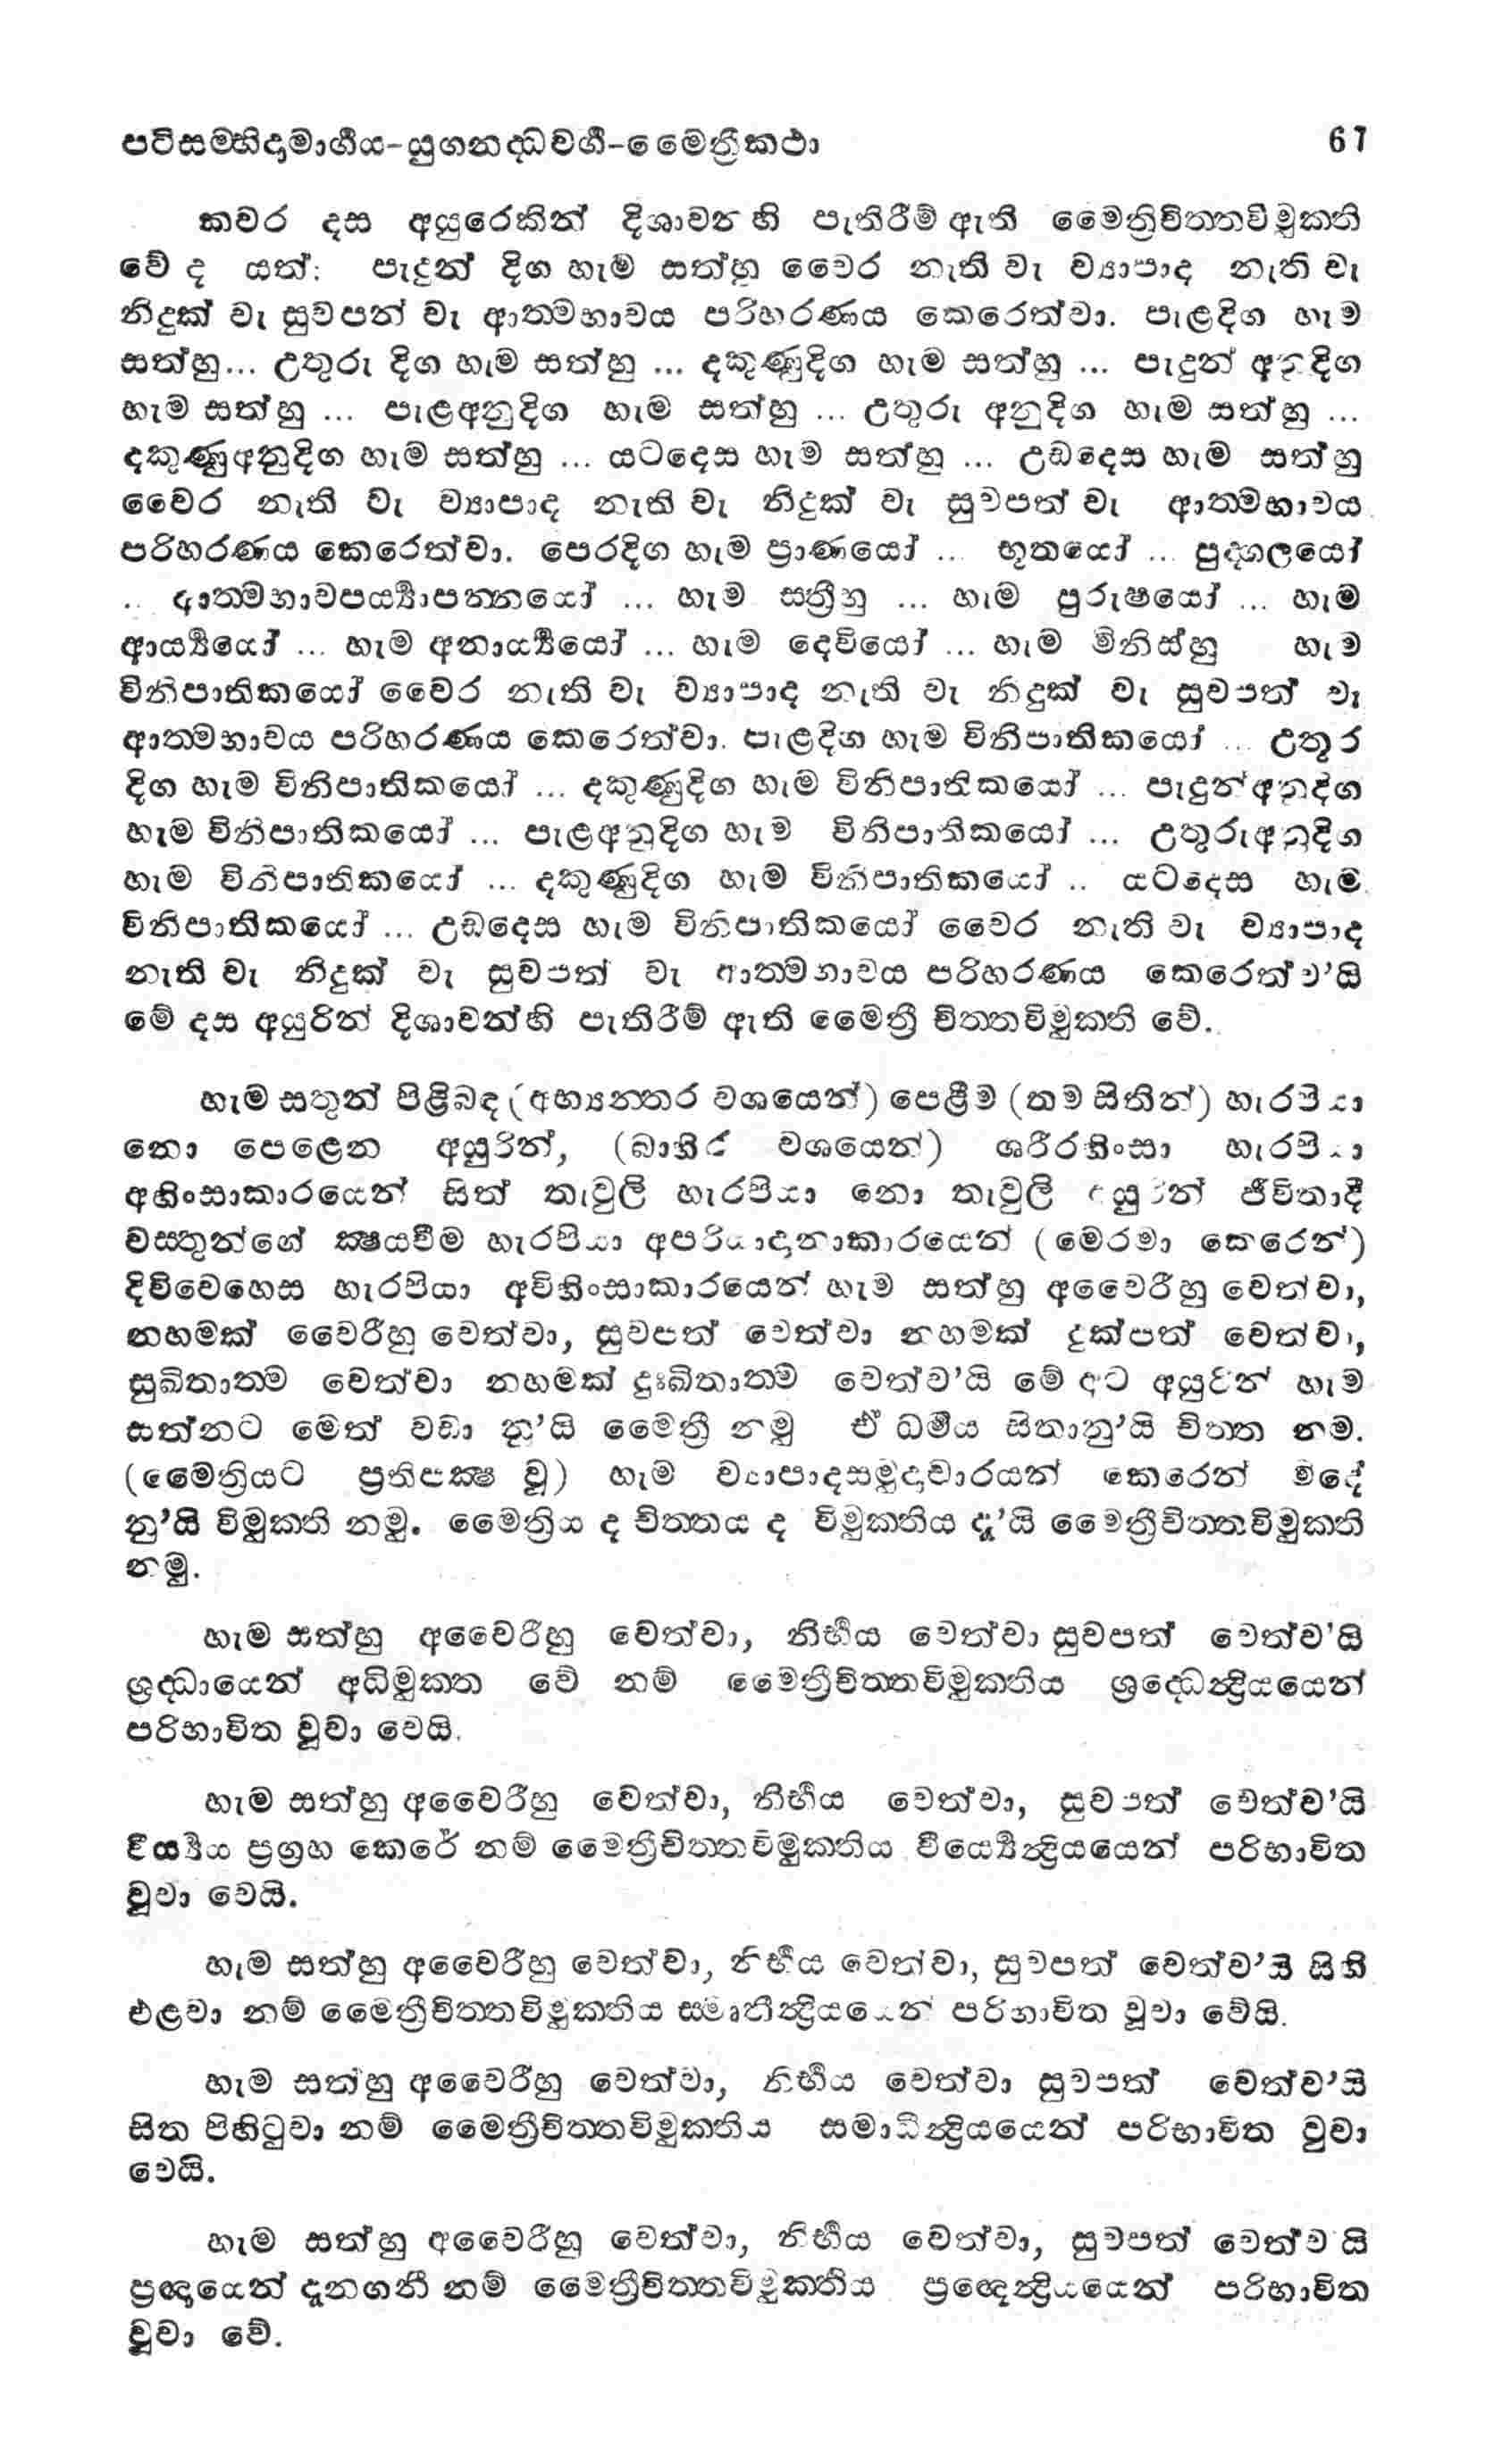 පටිසම්භිදාමාර්‍ගය-යුගනද්ධවර්‍ග-මෛත්‍රීකථා 67
කවර දස අයුරෙකින් දිශාවන්හි පැතිරීම් ඇති මෛත්‍රීචිත්තවිමුක්ති
වේ ද යත්: පැදුන් දිග හැම සත්හු වෛර නැති වැ ව්‍යාපාද නැති වැ
නිදුක් වැ සුවපත් වැ ආත්මභාවය පරිහරණය කෙරෙත්වා. පැළදිග හැම
සත්හු... උතුරු දිග හැම සත්හු ... දකුණුදිග හැම සත්හු ... පැදුන් අනුදිග
හැම සත්හු ... පැළඅනුදිග හැම සත්හු ... උතුරු අනුදිග හැම සත්හු ...
දකුණුඅනුදිග හැම සත්හු ... යටදෙස හැම සත්හු ... උඩදෙස හැම සත්හු
වෛර නැති වැ ව්‍යාපාද නැති වැ නිදුක් වැ සුවපත් වැ ආත්මභාවය
පරිහරණය කෙරෙත්වා. පෙරදිග හැම ප්‍රාණයෝ ... භූතයෝ ... පුද්ගලයෝ
... ආත්මභාවපර්‍ය්‍යාපන්නයෝ ... හැම ස්ත්‍රීහු ... හැම පුරුෂයෝ ... හැම
ආර්‍ය්‍යයෝ ... හැම අනාර්‍ය්‍යයෝ ... හැම දෙවියෝ ... හැම මිනිස්හු හැම
විනිපාතිකයෝ වෛර නැති වැ ව්‍යාපාද නැති වැ නිදුක් වැ සුවපත් වැ
ආත්මභාවය පරිහරණය කෙරෙත්වා. පැළදිග හැම විනිපාතිකයෝ ... උතුර
දිග හැම විනිපාතිකයෝ ... දකුණුදිග හැම විනිපාතිකයෝ ... පැදුන්අනුදිග
හැම විනිපාතිකයෝ ... පැළඅනුදිග හැම විනිපාතිකයෝ ... උතුරුඅනුදිග
හැම විනිපාතිකයෝ ... දකුණුදිග හැම විනිපාතිකයෝ .. යටදෙස හැම
විනිපාතිකයෝ ... උඩදෙස හැම විනිපාතිකයෝ වෛර නැති වැ ව්‍යාපාද
නැති වැ නිදුක් වැ සුවපත් වැ ආත්මභාවය පරිහරණය කෙරෙත්ව’යි
මේ දස අයුරින් දිශාවන්හි පැතිරීම් ඇති මෛත්‍රී චිත්තවිමුක්ති වේ.
හැම සතුන් පිළිබඳ (අභ්‍යන්තර වශයෙන්) පෙළීම (තම සිතින්) හැරපියා
නො පෙළෙන අයුරින්, (බාහිර වශයෙන්) ශරීරහිංසා හැරපියා
අහිංසාකාරයෙන් සිත් තැවුලි හැරපියා නො තැවුලි අයුරින් ජීවිතාදී
වස්තුන්ගේ ක්‍ෂයවීම හැරපියා අපරියාදානාකාරයෙන් (මෙරමා කෙරෙන්)
දිවිවෙහෙස හැරපියා අවිහිංසාකාරයෙන් හැම සත්හු අවෛරීහු වෙත්වා,
නහමක් වෛරීහු වෙත්වා, සුවපත් වෙත්වා නහමක් දුක්පත් වෙත්වා,
සුඛිතාත්ම වෙත්වා නහමක් දුඃඛිතාත්ම වෙත්ව’යි මේ අට අයුරින් හැම
සත්නට මෙත් වඩා නු’යි මෛත්‍රී නමු ඒ ධර්‍මය සිතානු’යි චිත්ත නම.
(මෛත්‍රියට ප්‍රතිපක්‍ෂ වූ) හැම ව්‍යාපාදසමුදාචාරයන් කෙරෙන් මිදේ
නු’යි විමුක්ති නමු. මෛත්‍රිය ද චිත්තය ද විමුක්තිය දැ’යි මෛත්‍රීචිත්තවිමුක්ති
නමු.
හැම සත්හු අවෛරීහු වෙත්වා, නිර්‍භය වෙත්වා සුවපත් වෙත්ව’යි
ශ්‍රද්ධායෙන් අධිමුක්ත වේ නම් මෛත්‍රීචිත්තවිමුක්තිය ශ්‍රද්ධෙන්ද්‍රියයෙන්
පරිභාවිත වූවා වෙයි.
හැම සත්හු අවෛරීහු වෙත්වා, නිර්‍භය වෙත්වා, සුවපත් වෙත්ව’යි
වීර්‍ය්‍යය ප්‍රග්‍රහ කෙරේ නම් මෛත්‍රීචිත්තවිමුක්තිය වීර්‍ය්‍යෙන්ද්‍රියයෙන් පරිභාවිත
වූවා වෙයි.
හැම සත්හු අවෛරීහු වෙත්වා, නිර්‍භය වෙත්වා, සුවපත් වෙත්ව’යි සිහි
එළවා නම් මෛත්‍රීචිත්තවිමුක්තිය ස්මෘතීන්ද්‍රියයෙන් පරිභාවිත වූවා වේයි.
හැම සත්හු අවෛරීහු වෙත්වා, නිර්‍භය වෙත්වා සුවපත් වෙත්ව’යි
සිත පිහිටුවා නම් මෛත්‍රීචිත්තවිමුක්තිය සමාධීන්ද්‍රියයෙන් පරිභාවිත වුවා
වෙයි.
හැම සත්හු අවෛරීහු වෙත්වා, නිර්‍භය වෙත්වා, සුවපත් වෙත්ව’යි
ප්‍රඥායෙන් දැනගනී නම් මෛත්‍රීචිත්තවිමුක්තිය ප්‍රඥෙන්ද්‍රියයෙන් පරිභාවිත
වූවා වේ.